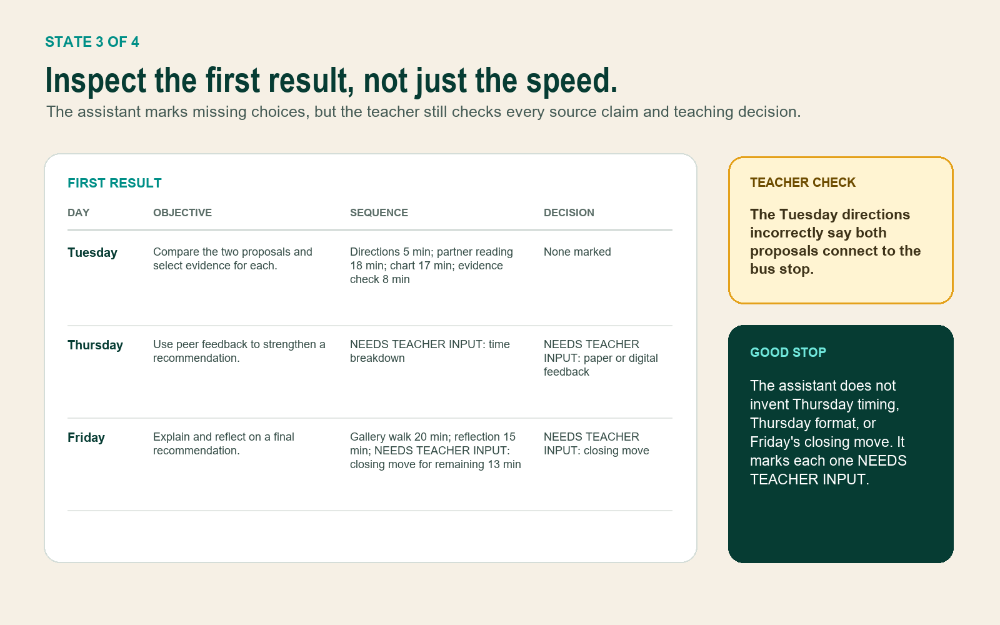 STATE 3 OF 4
Inspect the first result, not just the speed.
The assistant marks missing choices, but the teacher still checks every source claim and teaching decision.
FIRST RESULT
DAY
OBJECTIVE
SEQUENCE
DECISION
Tuesday
Compare the two proposals and
select evidence for each.
Directions 5 min; partner reading
18 min; chart 17 min; evidence
check 8 min
None marked
Thursday
Use peer feedback to strengthen a
recommendation.
NEEDS TEACHER INPUT: time
breakdown
NEEDS TEACHER
INPUT: paper or digital
feedback
Friday
Explain and reflect on a final
recommendation.
Gallery walk 20 min; reflection 15
min; NEEDS TEACHER INPUT:
closing move for remaining 13 min
NEEDS TEACHER
INPUT: closing move
TEACHER CHECK
The Tuesday directions
incorrectly say both
proposals connect to the
bus stop.
GOOD STOP
The assistant does not
invent Thursday timing,
Thursday format, or
Friday's closing move. It
marks each one NEEDS
TEACHER INPUT.